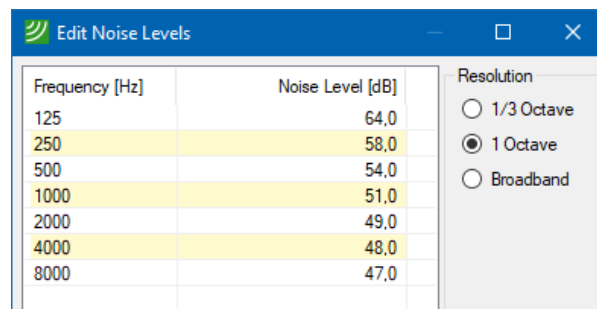 Edit Noise Levels
Frequency [Hz] Noise Level [dB]
125 64,0
250 58,0
500 54,0
1000 51,0
2000 49,0
4000 48,0
8000 47,0
Resolution
1/3 Octave
1 Octave
Broadband